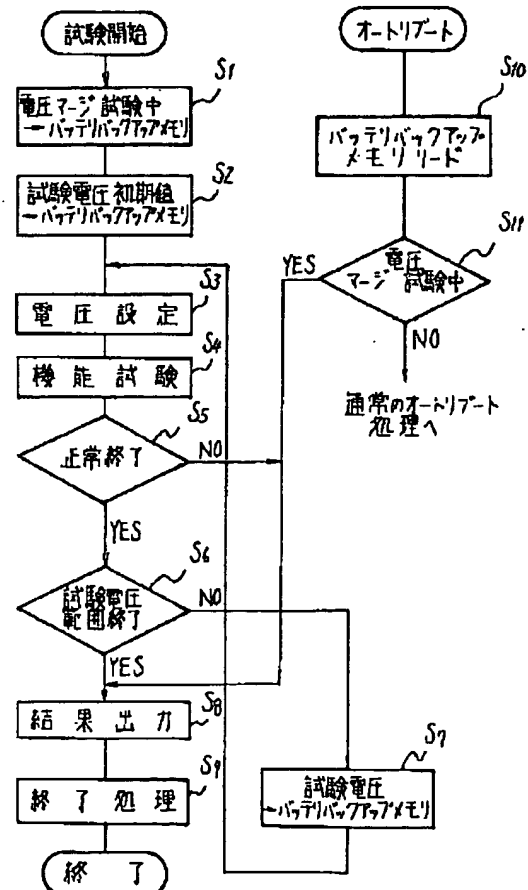 試験開始
S1
電圧マージ試験中
→バッテリバックアップメモリ
S2
試験電圧初期値
→バッテリバックアップメモリ
S3
電圧設定
S4
機能試験
S5
正常終了
NO
YES
S6
試験電圧
範囲終了
NO
YES
S8
結果出力
S9
終了処理
終了
S7
試験電圧
→バッテリバックアップメモリ
オートリブート
S10
バッテリバックアップ
メモリリード
S11
電圧
マージ試験中
YES
NO
通常のオートリブート
処理へ